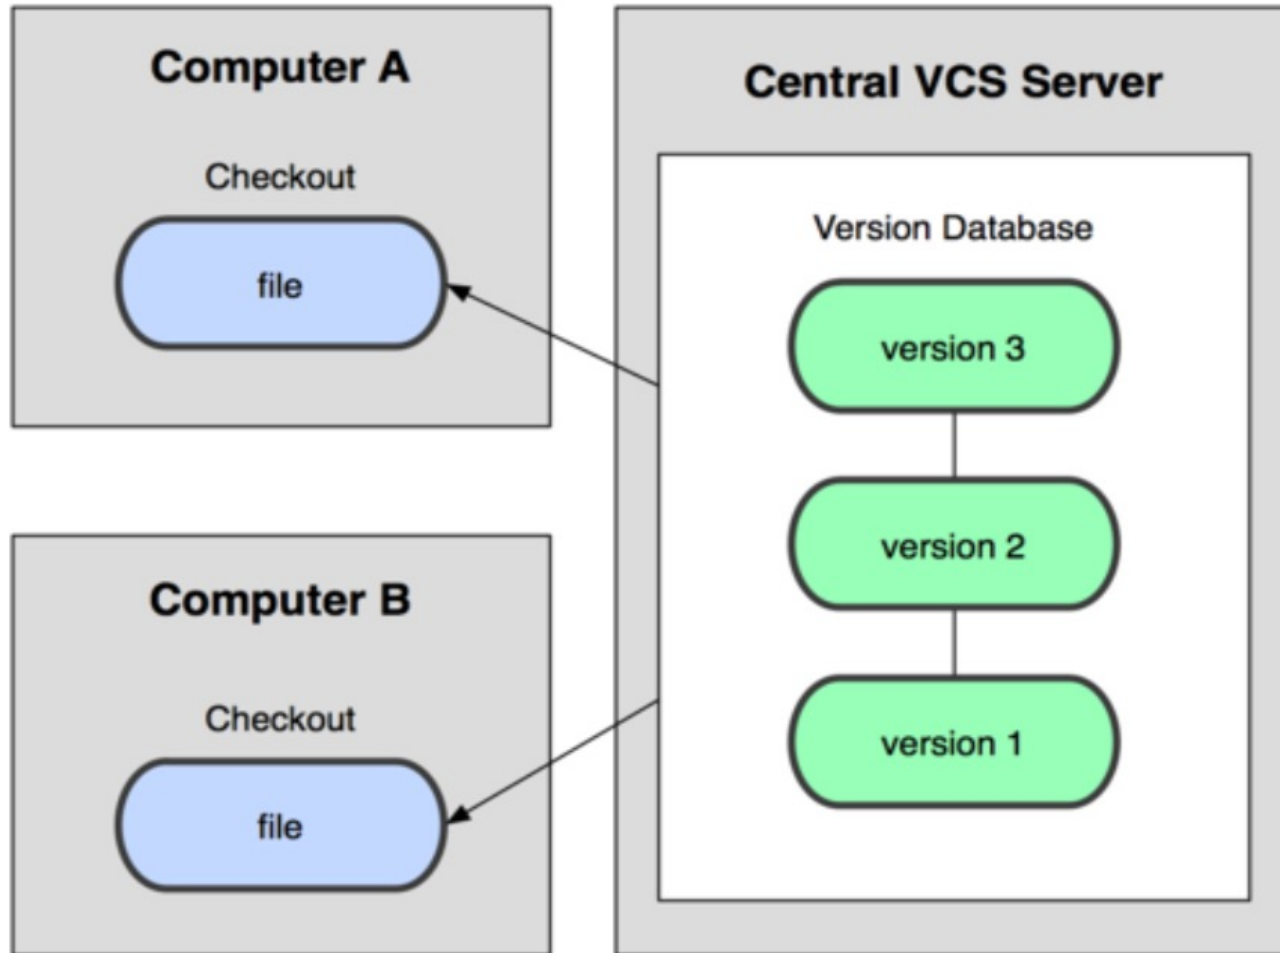 Computer A
Checkout
file
Computer B
Checkout
file
Central VCS Server
Version Database
version 3
version 2
version 1